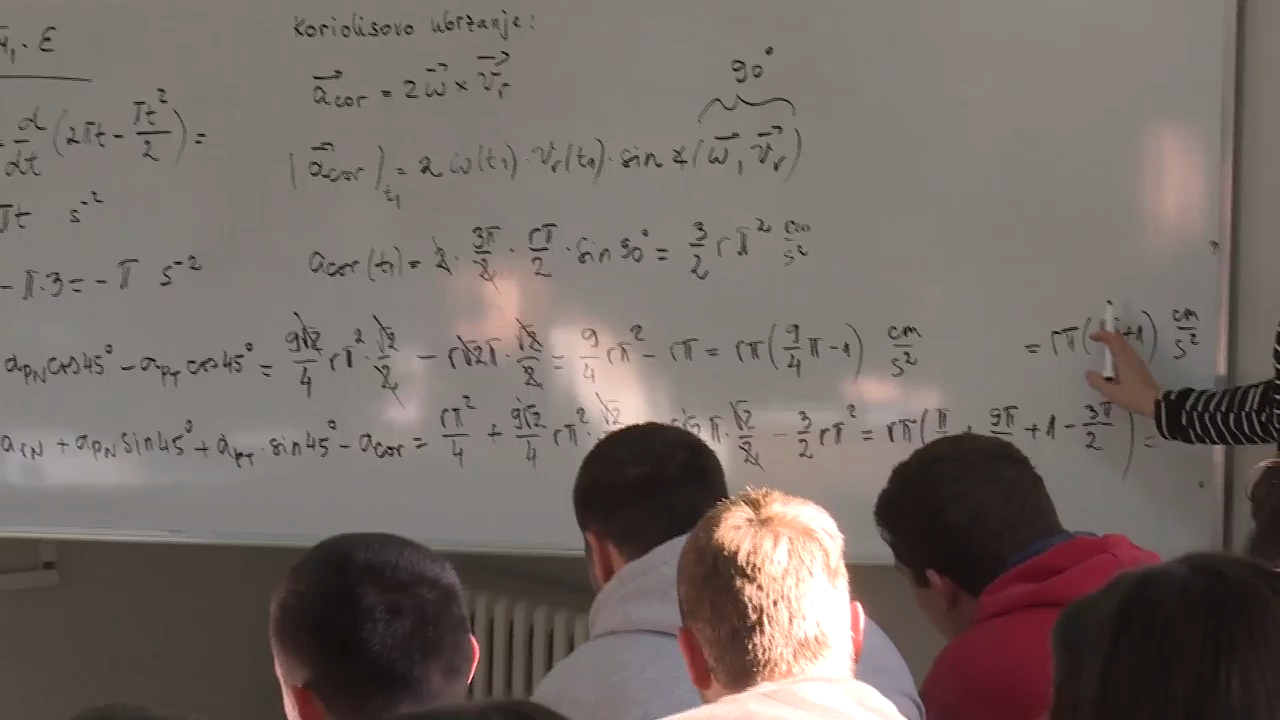 · ε
Koriolisovo ubrzanje:
a⃗cor = 2ω⃗ × v⃗r
90°
d/dt (2πt - πt²/2) =
|a⃗cor|t₁ = 2 ω(t₁) · vr(t₁) · sin ∡(ω⃗, v⃗r)
πt s⁻²
acor(t₁) = 2 · 3π/2 · rπ/2 · sin 90° = 3/2 rπ² cm/s²
- π·3 = - π s⁻²
aPN cos45° - aPT cos45° = 9√2/4 rπ² · √2/2 - r√2π · √2/2 = 9/4 rπ² - rπ = rπ(9/4 π - 1) cm/s²
= rπ( +1) cm/s²
+ aPN sin45° + aPT · sin45° - acor = rπ²/4 + 9√2/4 rπ² · √2 π · √2/2 - 3/2 rπ² = rπ(π + 9π + 1 - 3π/2) =